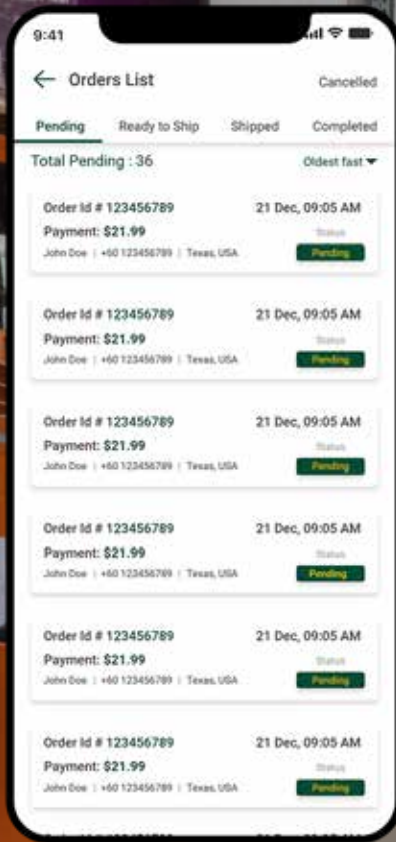 9:41
Orders List
Cancelled
Pending Ready to Ship Shipped Completed
Total Pending : 36 Oldest fast
Order Id # 123456789 21 Dec, 09:05 AM
Payment: $21.99 Status
John Doe | +60 123456789 | Texas, USA Pending
Order Id # 123456789 21 Dec, 09:05 AM
Payment: $21.99 Status
John Doe | +60 123456789 | Texas, USA Pending
Order Id # 123456789 21 Dec, 09:05 AM
Payment: $21.99 Status
John Doe | +60 123456789 | Texas, USA Pending
Order Id # 123456789 21 Dec, 09:05 AM
Payment: $21.99 Status
John Doe | +60 123456789 | Texas, USA Pending
Order Id # 123456789 21 Dec, 09:05 AM
Payment: $21.99 Status
John Doe | +60 123456789 | Texas, USA Pending
Order Id # 123456789 21 Dec, 09:05 AM
Payment: $21.99 Status
John Doe | +60 123456789 | Texas, USA Pending